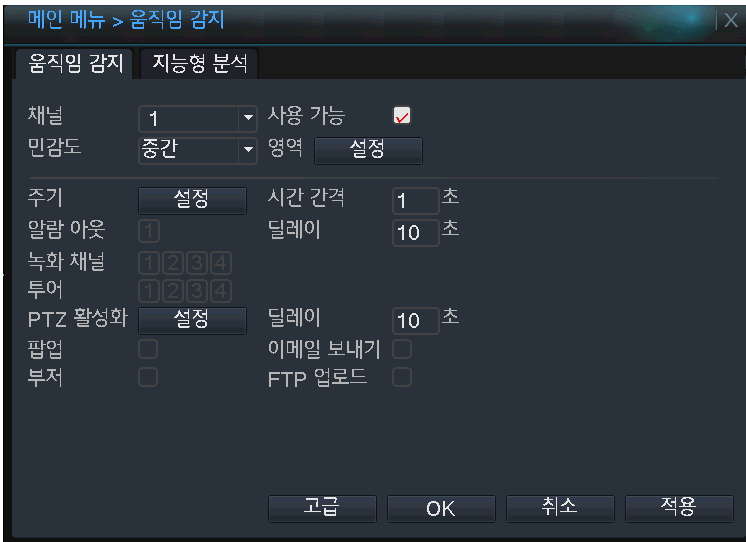 메인 메뉴 > 움직임 감지 X
움직임 감지 지능형 분석
채널 1 사용 가능
민감도 중간 영역 설정
주기 설정 시간 간격 1 초
알람 아웃 1 딜레이 10 초
녹화 채널 1 2 3 4
투어 1 2 3 4
PTZ 활성화 설정 딜레이 10 초
팝업 이메일 보내기
부저 FTP 업로드
고급 OK 취소 적용